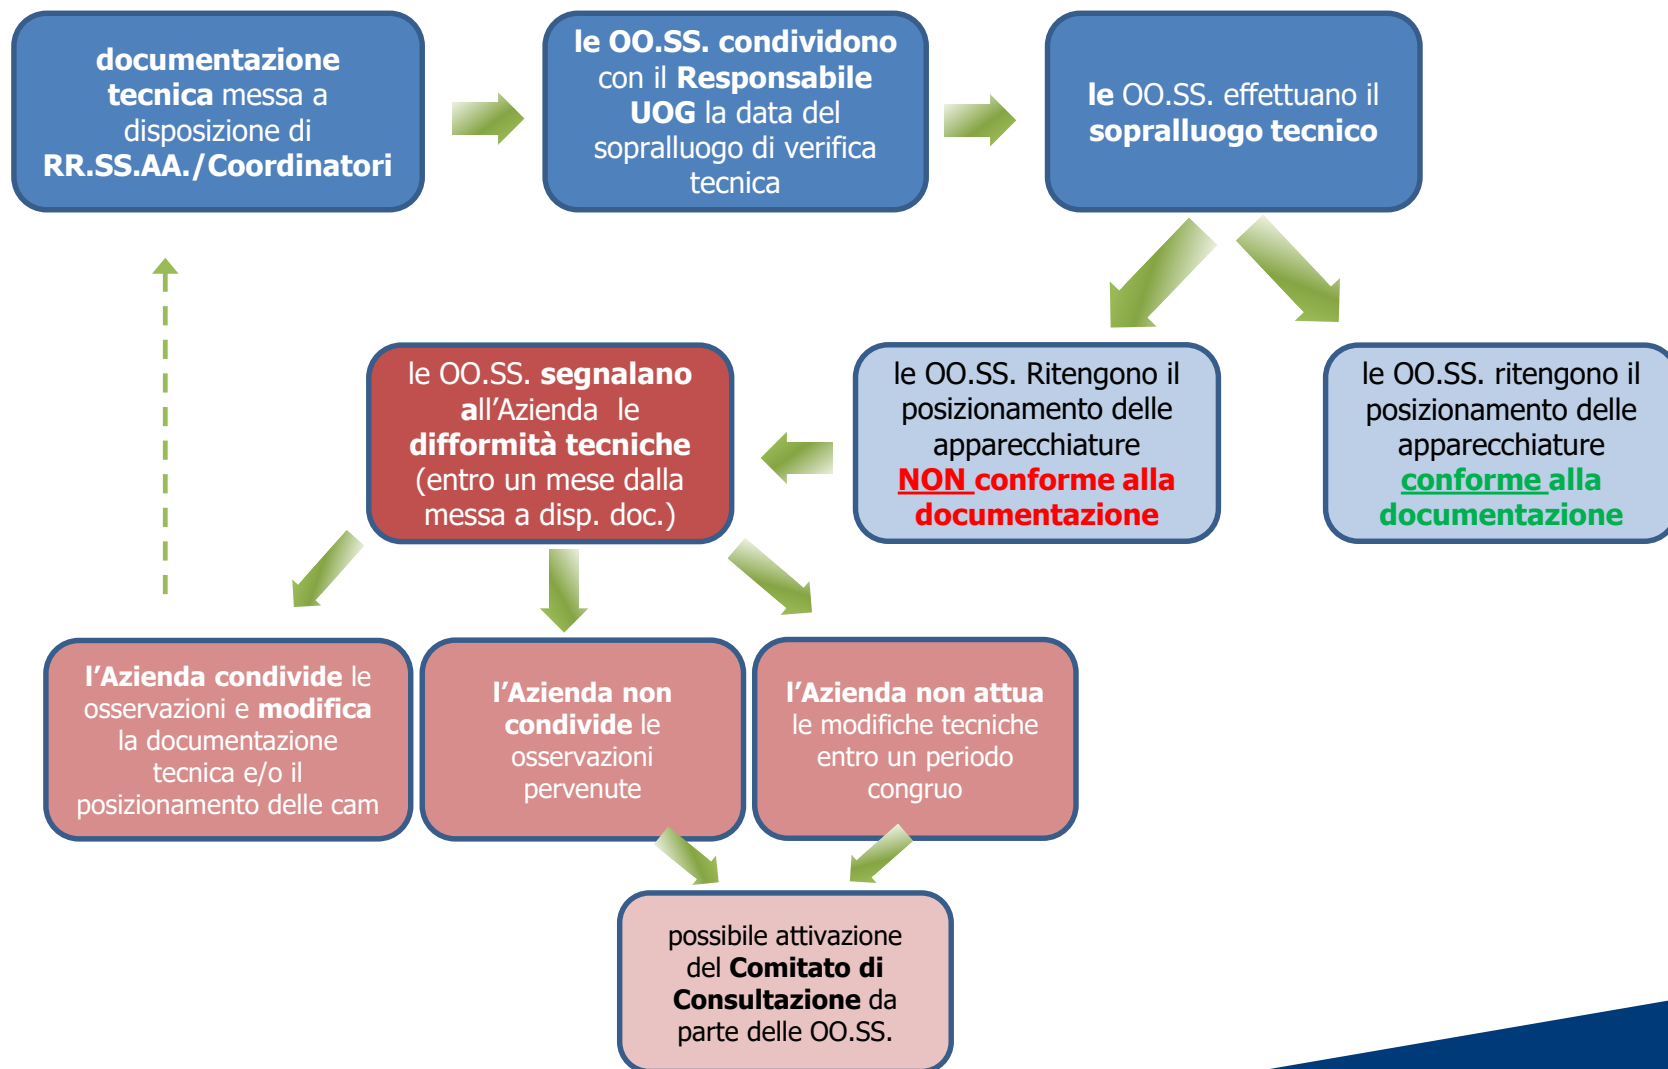 documentazione
tecnica messa a
disposizione di
RR.SS.AA./Coordinatori
le OO.SS. condividono
con il Responsabile
UOG la data del
sopralluogo di verifica
tecnica
le OO.SS. effettuano il
sopralluogo tecnico
le OO.SS. segnalano
all’Azienda le
difformità tecniche
(entro un mese dalla
messa a disp. doc.)
le OO.SS. Ritengono il
posizionamento delle
apparecchiature
NON conforme alla
documentazione
le OO.SS. ritengono il
posizionamento delle
apparecchiature
conforme alla
documentazione
l’Azienda condivide le
osservazioni e modifica
la documentazione
tecnica e/o il
posizionamento delle cam
l’Azienda non
condivide le
osservazioni
pervenute
l’Azienda non attua
le modifiche tecniche
entro un periodo
congruo
possibile attivazione
del Comitato di
Consultazione da
parte delle OO.SS.